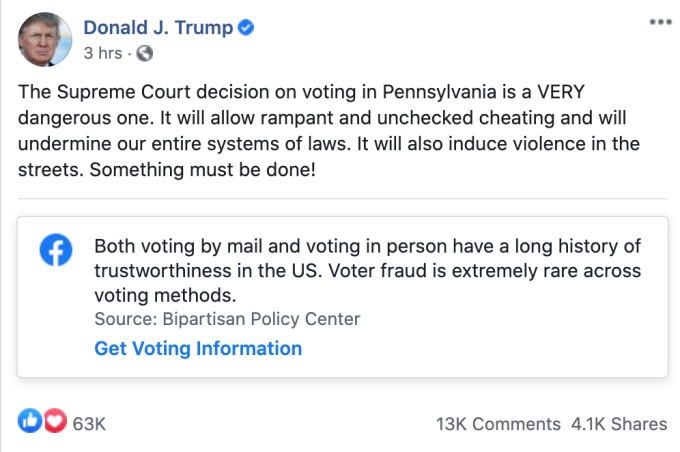 Donald J. Trump
3 hrs ·
The Supreme Court decision on voting in Pennsylvania is a VERY
dangerous one. It will allow rampant and unchecked cheating and will
undermine our entire systems of laws. It will also induce violence in the
streets. Something must be done!
Both voting by mail and voting in person have a long history of
trustworthiness in the US. Voter fraud is extremely rare across
voting methods.
Source: Bipartisan Policy Center
Get Voting Information
63K 13K Comments 4.1K Shares